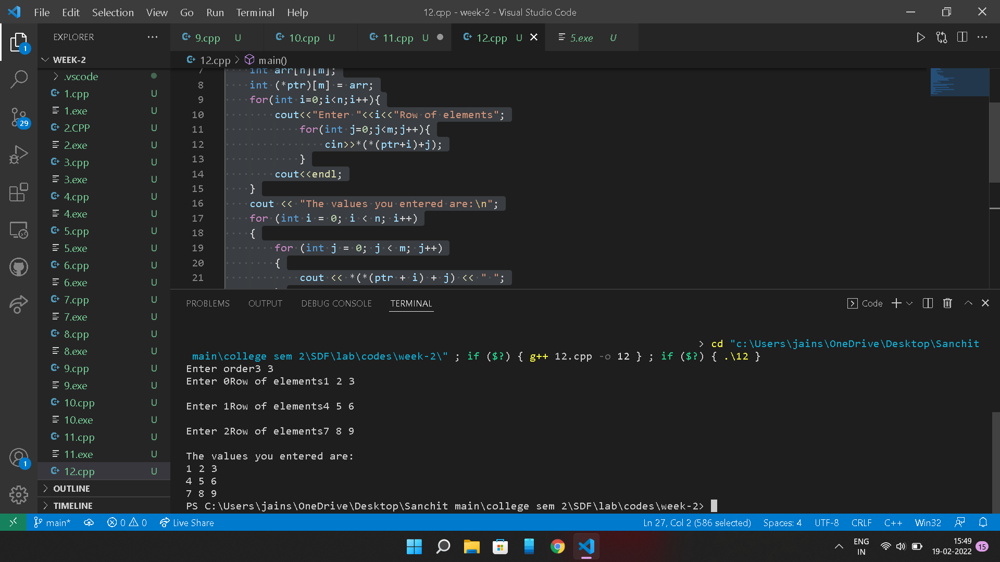 File Edit Selection View Go Run Terminal Help
12.cpp - week-2 - Visual Studio Code
EXPLORER
9.cpp U
10.cpp U
11.cpp U
12.cpp U
5.exe U
WEEK-2
.vscode
1.cpp U
1.exe U
2.CPP U
2.exe U
3.cpp U
3.exe U
4.cpp U
4.exe U
5.cpp U
5.exe U
6.cpp U
6.exe U
7.cpp U
7.exe U
8.cpp U
8.exe U
9.cpp U
9.exe U
10.cpp U
10.exe U
11.cpp U
11.exe U
12.cpp U
OUTLINE
TIMELINE
1
29
1
12.cpp > main()
7 int arr[n][m];
8 int (*ptr)[m] = arr;
9 for(int i=0;i<n;i++){
10 cout<<"Enter "<<i<<"Row of elements";
11 for(int j=0;j<m;j++){
12 cin>>*(*(ptr+i)+j);
13 }
14 cout<<endl;
15 }
16 cout << "The values you entered are:\n";
17 for (int i = 0; i < n; i++)
18 {
19 for (int j = 0; j < m; j++)
20 {
21 cout << *(*(ptr + i) + j) << " ";
PROBLEMS OUTPUT DEBUG CONSOLE TERMINAL
Code
> cd "c:\Users\jains\OneDrive\Desktop\Sanchit
main\college sem 2\SDF\lab\codes\week-2\" ; if ($?) { g++ 12.cpp -o 12 } ; if ($?) { .\12 }
Enter order3 3
Enter 0Row of elements1 2 3
Enter 1Row of elements4 5 6
Enter 2Row of elements7 8 9
The values you entered are:
1 2 3
4 5 6
7 8 9
PS C:\Users\jains\OneDrive\Desktop\Sanchit main\college sem 2\SDF\lab\codes\week-2>
main* 0 0 Live Share
Ln 27, Col 2 (586 selected) Spaces: 4 UTF-8 CRLF C++ Win32
ENG
IN
15:49
19-02-2022
15